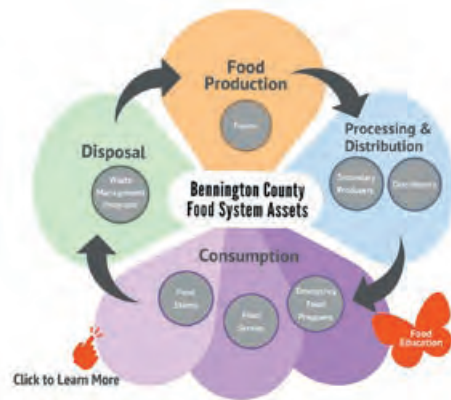 Food
Production
Farms
Processing &
Distribution
Secondary
Producers
Distributors
Disposal
Waste
Management
Programs
Bennington County
Food System Assets
Consumption
Food
Stores
Food
Service
Emergency
Food
Programs
Food
Education
Click to Learn More